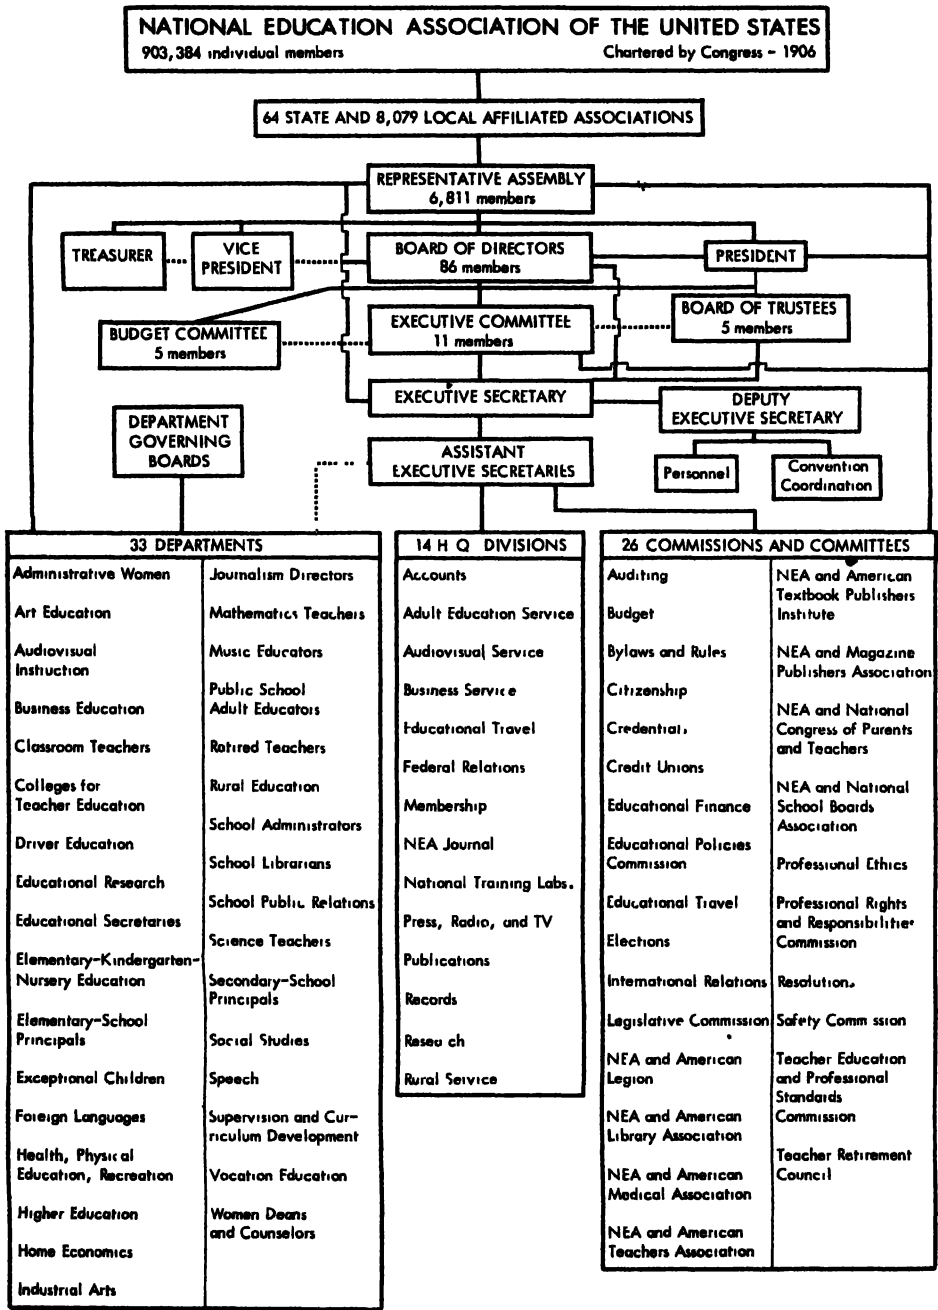 NATIONAL EDUCATION ASSOCIATION OF THE UNITED STATES
903,384 individual members Chartered by Congress - 1906
64 STATE AND 8,079 LOCAL AFFILIATED ASSOCIATIONS
REPRESENTATIVE ASSEMBLY
6,811 members
TREASURER
VICE
PRESIDENT
BOARD OF DIRECTORS
86 members
PRESIDENT
BUDGET COMMITTEE
5 members
EXECUTIVE COMMITTEE
11 members
BOARD OF TRUSTEES
5 members
EXECUTIVE SECRETARY
DEPUTY
EXECUTIVE SECRETARY
DEPARTMENT
GOVERNING
BOARDS
ASSISTANT
EXECUTIVE SECRETARIES
Personnel
Convention
Coordination
33 DEPARTMENTS
Administrative Women
Art Education
Audiovisual
Instruction
Business Education
Classroom Teachers
Colleges for
Teacher Education
Driver Education
Educational Research
Educational Secretaries
Elementary-Kindergarten-
Nursery Education
Elementary-School
Principals
Exceptional Children
Foreign Languages
Health, Physical
Education, Recreation
Higher Education
Home Economics
Industrial Arts
Journalism Directors
Mathematics Teachers
Music Educators
Public School
Adult Educators
Retired Teachers
Rural Education
School Administrators
School Librarians
School Public Relations
Science Teachers
Secondary-School
Principals
Social Studies
Speech
Supervision and Cur-
riculum Development
Vocation Education
Women Deans
and Counselors
14 H Q DIVISIONS
Accounts
Adult Education Service
Audiovisual Service
Business Service
Educational Travel
Federal Relations
Membership
NEA Journal
National Training Labs.
Press, Radio, and TV
Publications
Records
Research
Rural Service
26 COMMISSIONS AND COMMITTEES
Auditing
Budget
Bylaws and Rules
Citizenship
Credentials
Credit Unions
Educational Finance
Educational Policies
Commission
Educational Travel
Elections
International Relations
Legislative Commission
NEA and American
Legion
NEA and American
Library Association
NEA and American
Medical Association
NEA and American
Teachers Association
NEA and American
Textbook Publishers
Institute
NEA and Magazine
Publishers Association
NEA and National
Congress of Parents
and Teachers
NEA and National
School Boards
Association
Professional Ethics
Professional Rights
and Responsibilities
Commission
Resolutions
Safety Commission
Teacher Education
and Professional
Standards
Commission
Teacher Retirement
Council